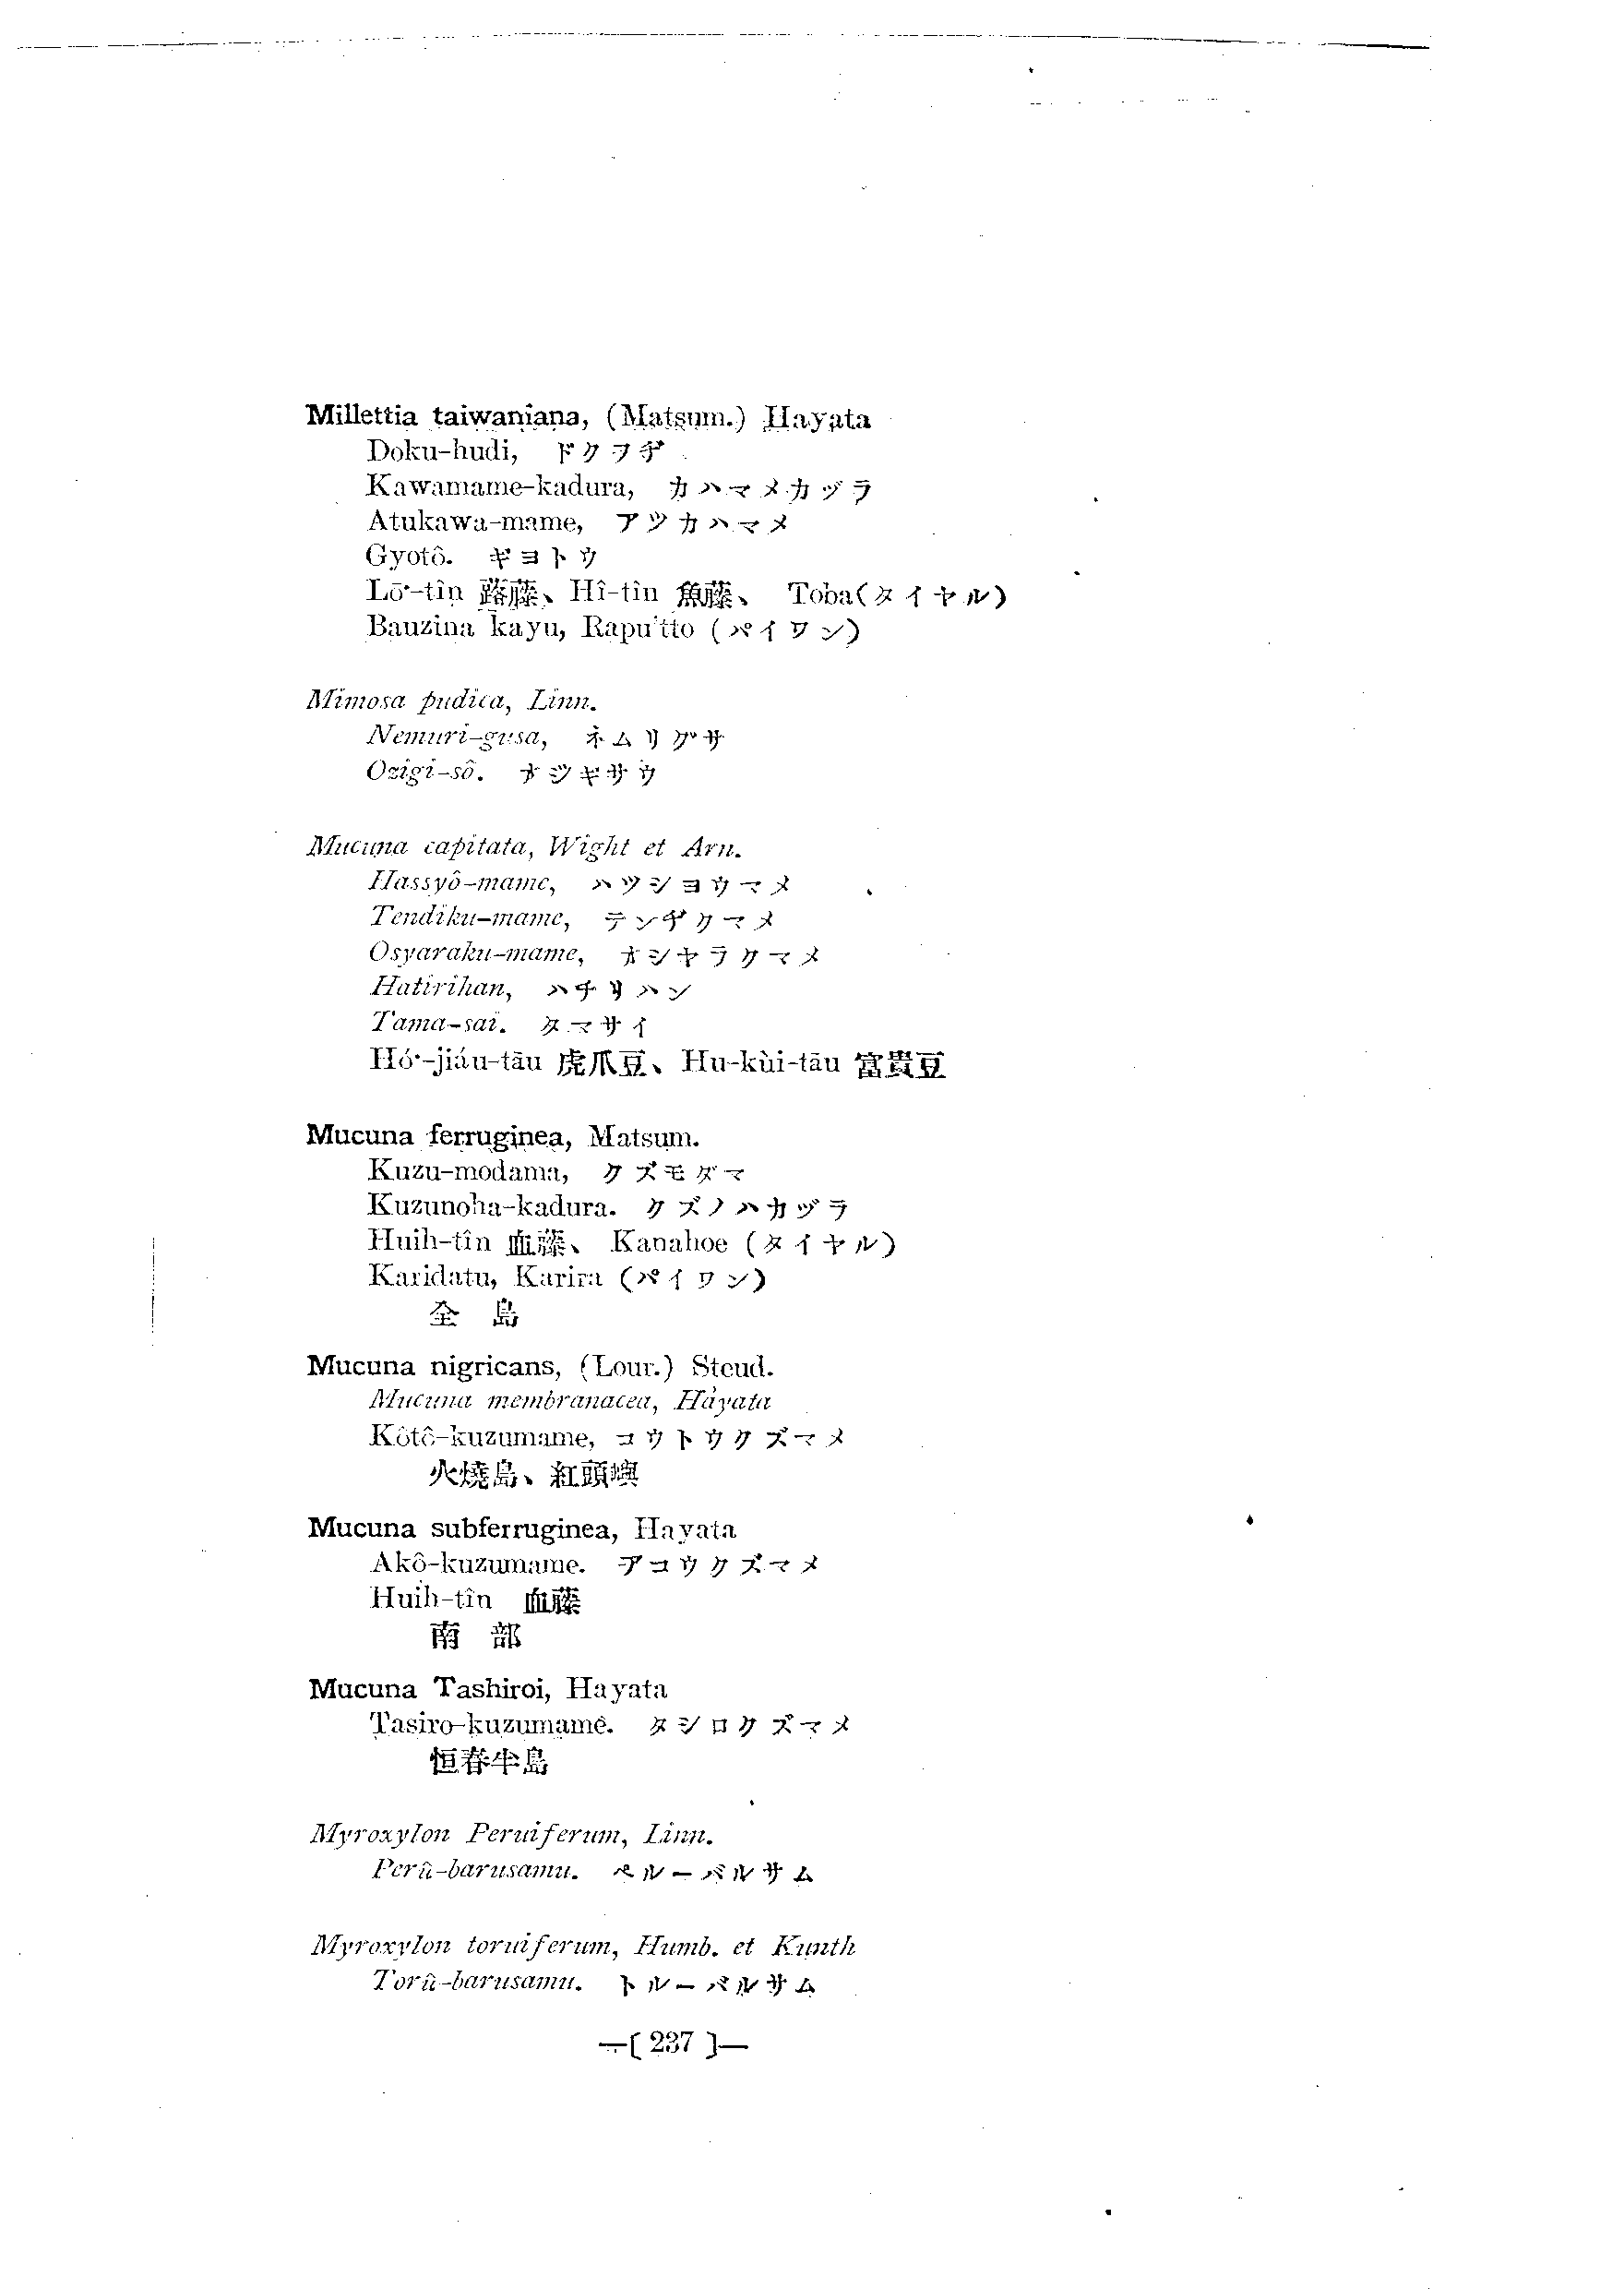 Millettia taiwaniana, (Matsum.) Hayata
Doku-hudi, ドクフヂ
Kawamame-kadura, カハマメカヅラ
Atukawa-mame, アツカハマメ
Gyotô. ギヨトウ
Lō·-tîn 蕗藤、Hî-tîn 魚藤、 Toba(タイヤル)
Bauzina kayu, Raputto (パイワン)
Mimosa pudica, Linn.
Nemuri-gusa, ネムリグサ
Ozigi-sô. ヲジギサウ
Mucuna capitata, Wight et Arn.
Hassyô-mame, ハツシヨウマメ
Tendiku-mame, テンヂクマメ
Osyaraku-mame, オシヤラクマメ
Hatirihan, ハチリハン
Tama-sai. タマサイ
Hó·-jiáu-tāu 虎爪豆、Hu-kùi-tāu 富貴豆
Mucuna ferruginea, Matsum.
Kuzu-modama, クズモダマ
Kuzunoha-kadura. クズノハカヅラ
Huih-tîn 血藤、 Kanahoe (タイヤル)
Karidatu, Karira (パイワン)
全 島
Mucuna nigricans, (Lour.) Steud.
Mucuna membranacea, Hayata
Kôtô-kuzumame, コウトウクズマメ
火燒島、紅頭嶼
Mucuna subferruginea, Hayata
Akô-kuzumame. アコウクズマメ
Huih-tîn 血藤
南 部
Mucuna Tashiroi, Hayata
Tasiro-kuzumame. タシロクズマメ
恒春半島
Myroxylon Peruiferum, Linn.
Perû-barusamu. ペルーバルサム
Myroxylon toruiferum, Humb. et Kunth
Torû-barusamu. トルーバルサム
—( 237 )—